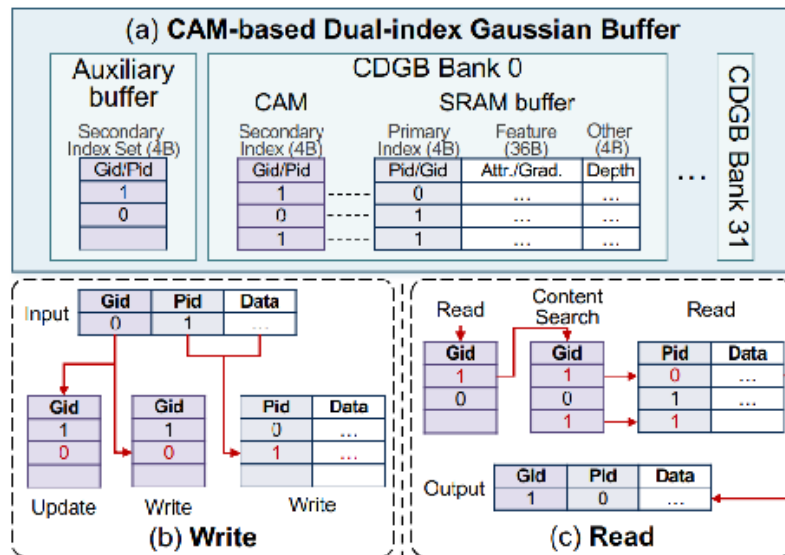 (a) CAM-based Dual-index Gaussian Buffer
Auxiliary buffer
Secondary Index Set (4B)
Gid/Pid
1
0
CDGB Bank 0
CAM
SRAM buffer
Secondary Index (4B)
Primary Index (4B)
Feature (36B)
Other (4B)
Gid/Pid
Pid/Gid
Attr./Grad.
Depth
1 0 ... ...
0 1 ... ...
1 1 ... ...
...
CDGB Bank 31
Input
Gid Pid Data
0 1 ...
Gid
1
0
Update
Gid
1
0
Write
Pid Data
0 ...
1 ...
Write
(b) Write
Read
Content Search
Read
Gid
1
0
Gid
1
0
1
Pid Data
0 ...
1 ...
1
Output
Gid Pid Data
1 0 ...
(c) Read